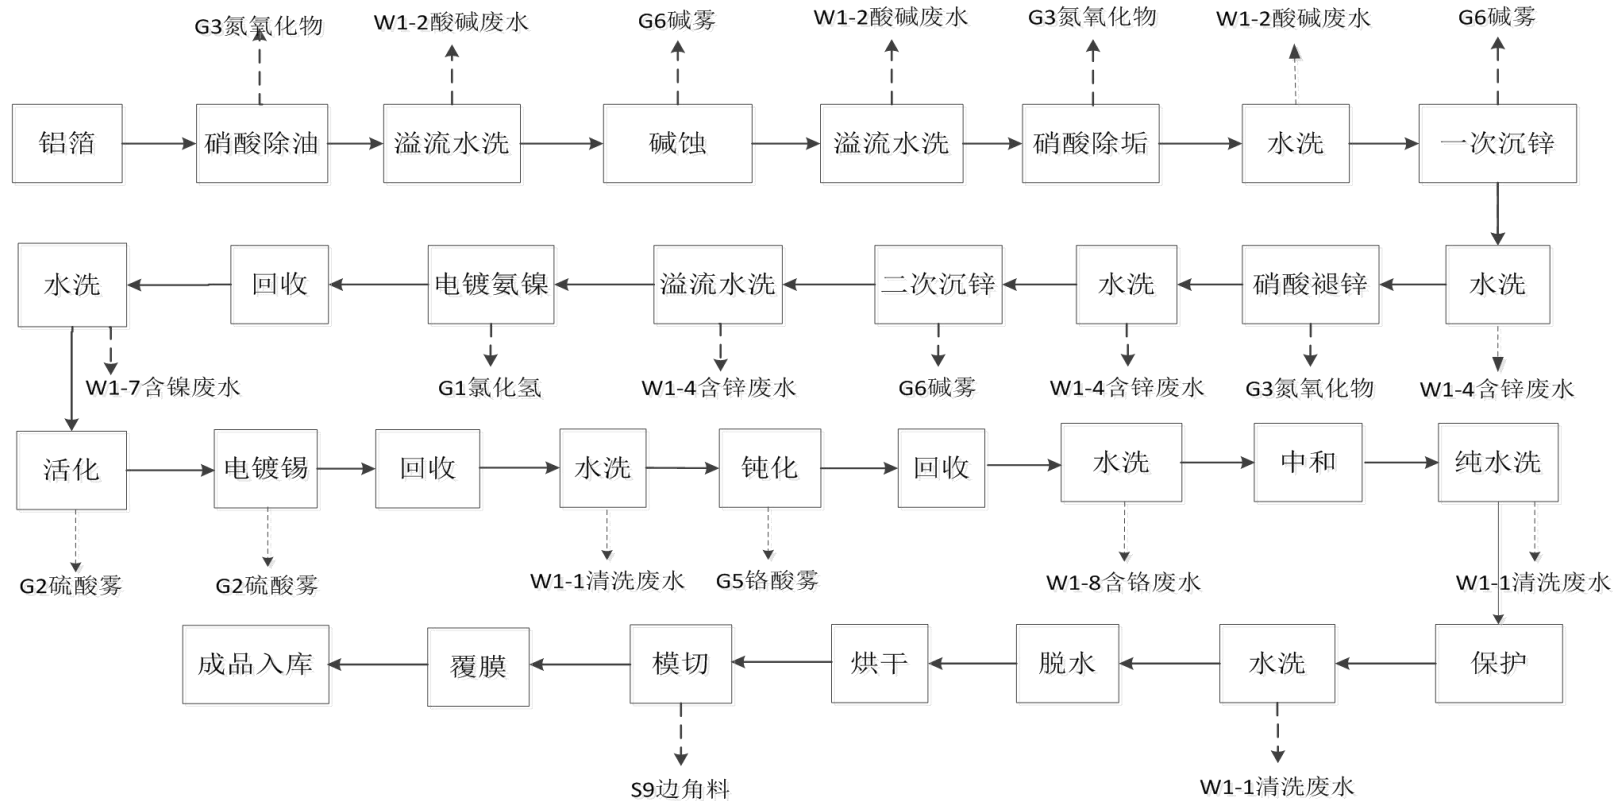 G3氮氧化物
W1-2酸碱废水
G6碱雾
W1-2酸碱废水
G3氮氧化物
W1-2酸碱废水
G6碱雾
铝箔
硝酸除油
溢流水洗
碱蚀
溢流水洗
硝酸除垢
水洗
一次沉锌
水洗
回收
电镀氨镍
溢流水洗
二次沉锌
水洗
硝酸褪锌
水洗
W1-7含镍废水
G1氯化氢
W1-4含锌废水
G6碱雾
W1-4含锌废水
G3氮氧化物
W1-4含锌废水
活化
电镀锡
回收
水洗
钝化
回收
水洗
中和
纯水洗
G2硫酸雾
G2硫酸雾
W1-1清洗废水
G5铬酸雾
W1-8含铬废水
W1-1清洗废水
成品入库
覆膜
模切
烘干
脱水
水洗
保护
S9边角料
W1-1清洗废水